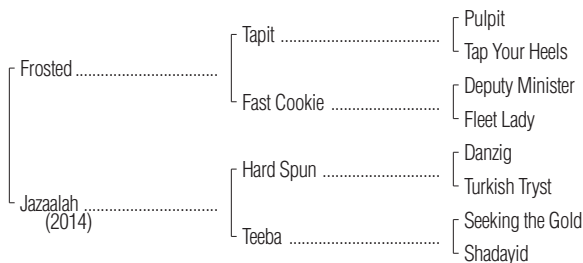 Pulpit
Tapit
Tap Your Heels
Frosted
Deputy Minister
Fast Cookie
Fleet Lady
Danzig
Hard Spun
Turkish Tryst
Jazaalah
(2014)
Seeking the Gold
Teeba
Shadayid